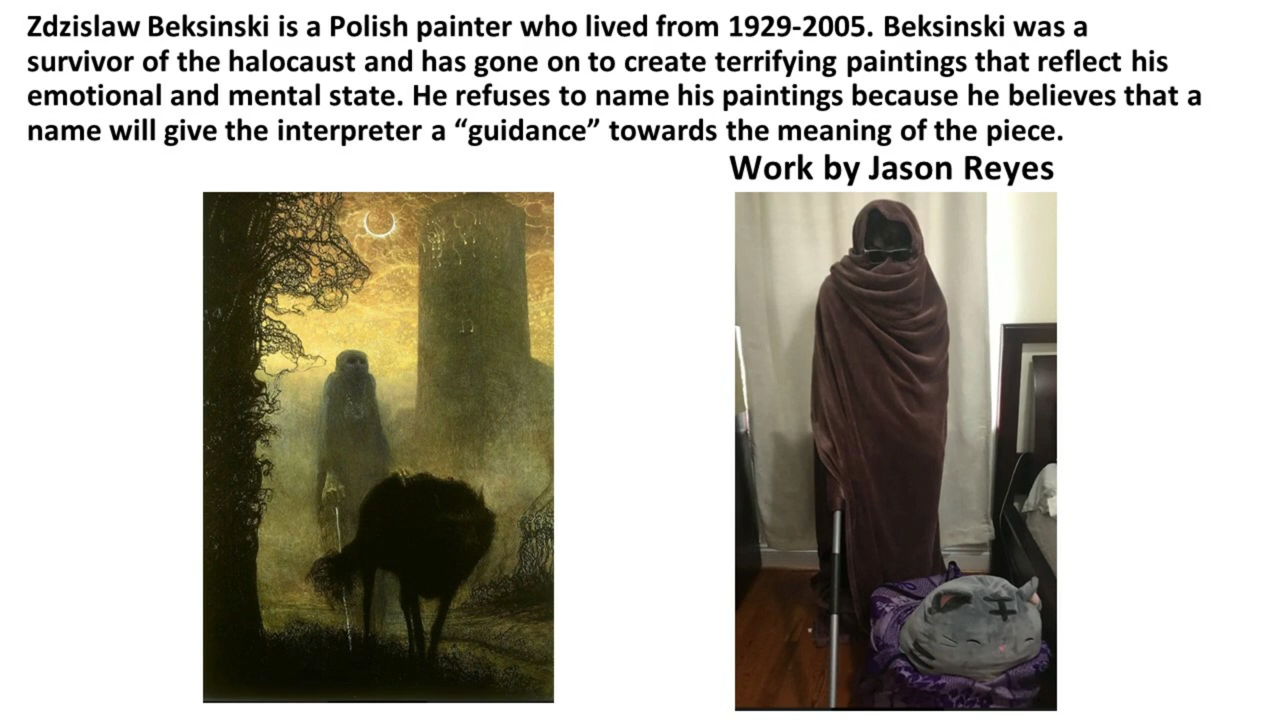 Zdzislaw Beksinski is a Polish painter who lived from 1929-2005. Beksinski was a
survivor of the halocaust and has gone on to create terrifying paintings that reflect his
emotional and mental state. He refuses to name his paintings because he believes that a
name will give the interpreter a “guidance” towards the meaning of the piece.
Work by Jason Reyes